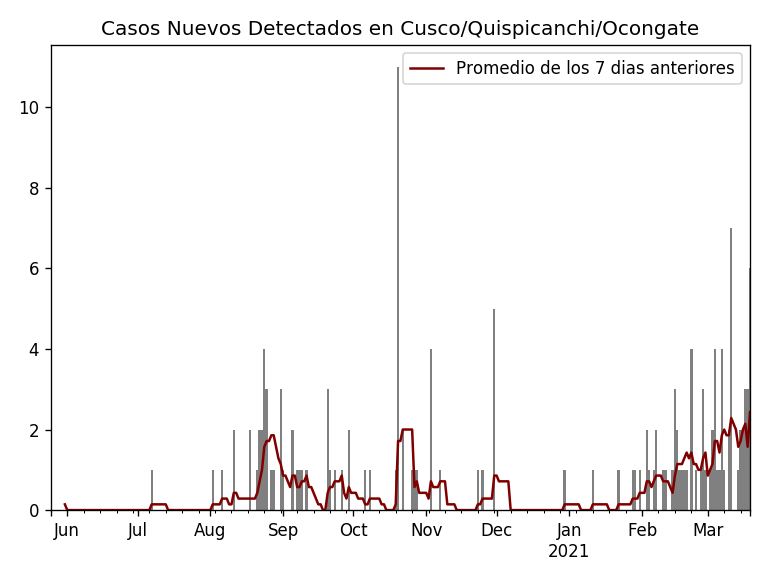 Casos Nuevos Detectados en Cusco/Quispicanchi/Ocongate
Promedio de los 7 dias anteriores
10
8
6
4
2
0
Jun Jul Aug Sep Oct Nov Dec Jan Feb Mar
2021